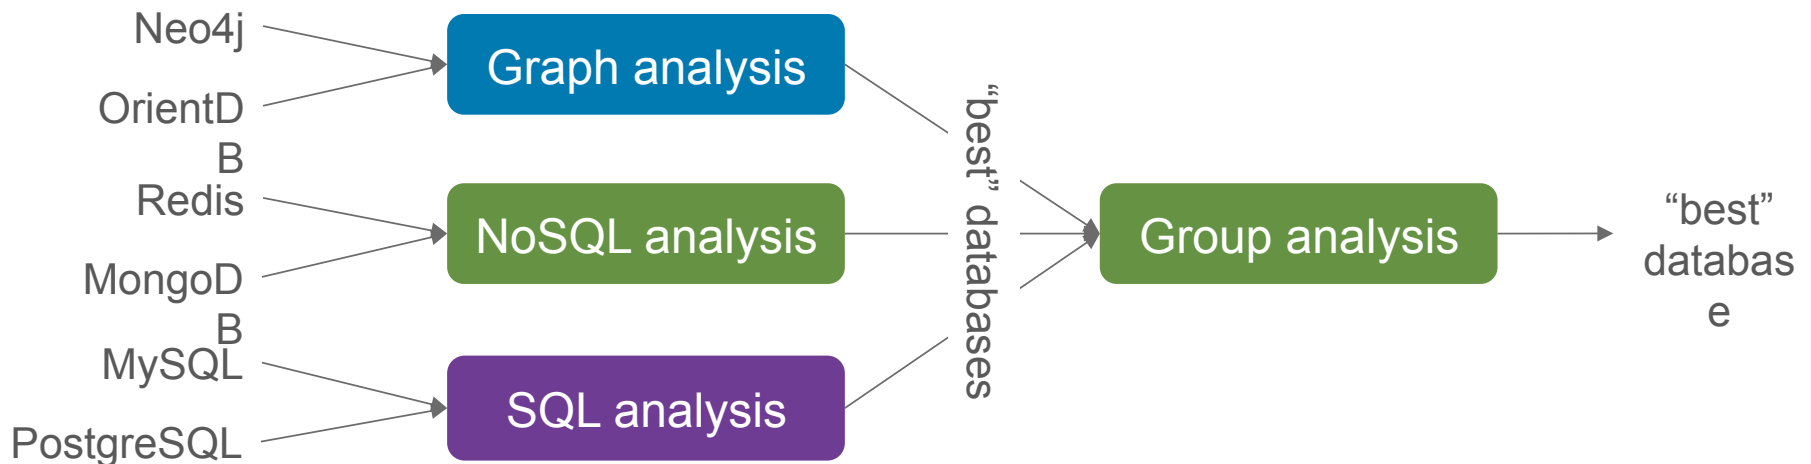 Neo4j
OrientD
B
Redis
MongoD
B
MySQL
PostgreSQL
Graph analysis
NoSQL analysis
SQL analysis
“best” databases
Group analysis
“best”
databas
e